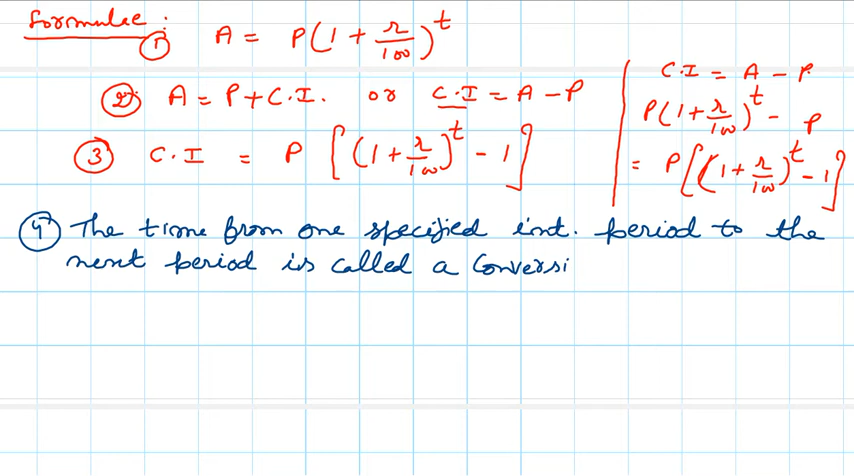 Formulae :
① A = P(1 + r/100)^t
② A = P + C.I. or C.I = A - P
③ C.I = P [(1 + r/100)^t - 1]
C.I = A - P
P(1 + r/100)^t - P
= P[(1 + r/100)^t - 1]
④ The time from one specified int. period to the
next period is called a Conversi